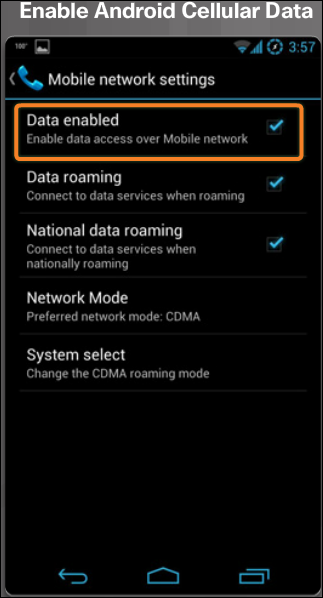 Enable Android Cellular Data
100°
3:57
Mobile network settings
Data enabled
Enable data access over Mobile network
Data roaming
Connect to data services when roaming
National data roaming
Connect to data services when
nationally roaming
Network Mode
Preferred network mode: CDMA
System select
Change the CDMA roaming mode